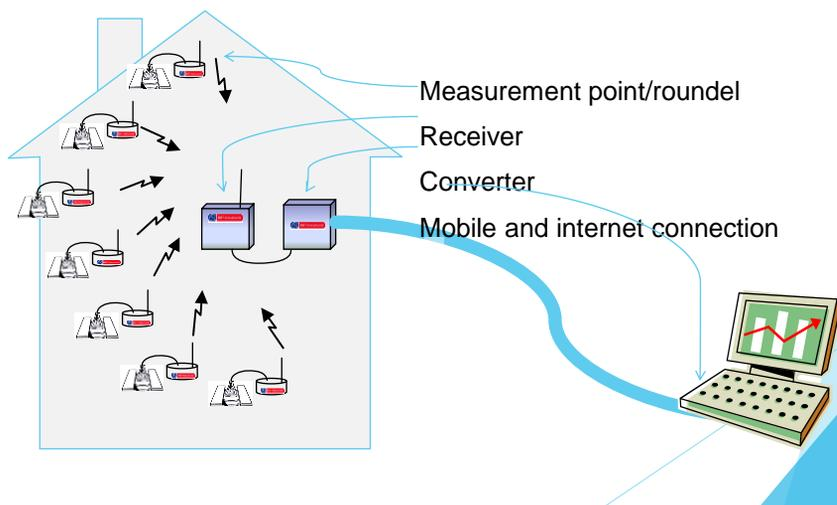 Measurement point/roundel
Receiver
Converter
Mobile and internet connection